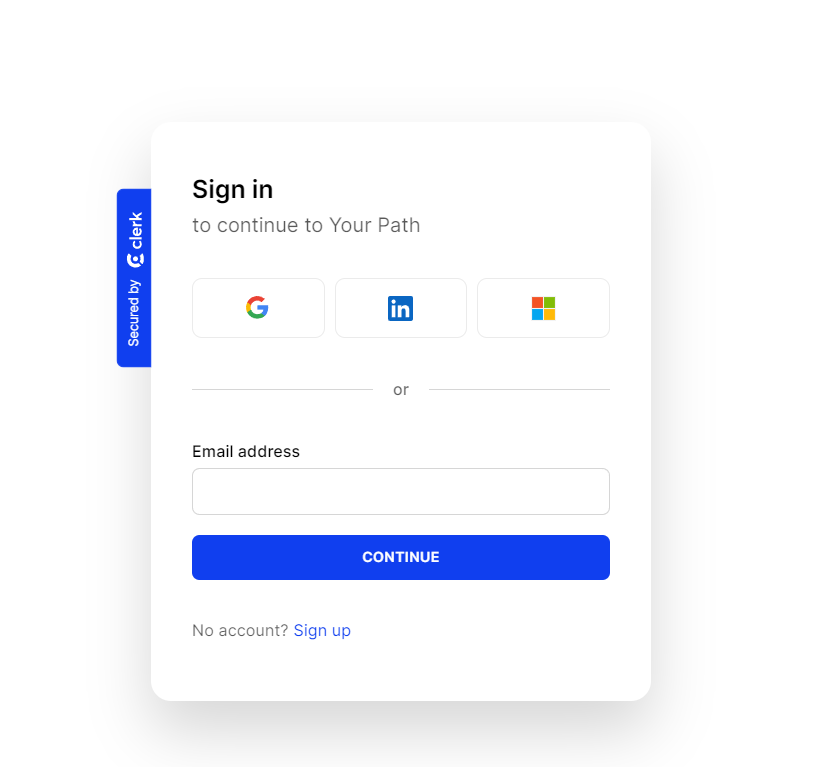 Sign in
to continue to Your Path
Secured by clerk
in
or
Email address
CONTINUE
No account? Sign up